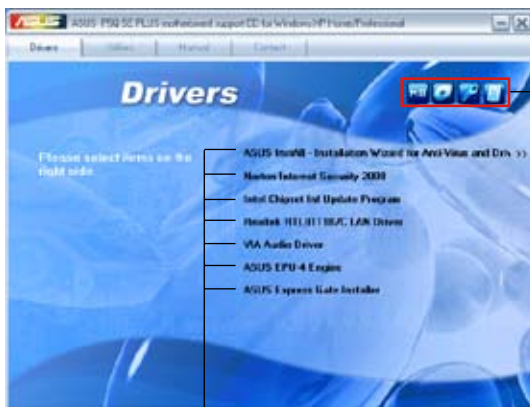 ASUS P5Q SE PLUS motherboard support CD for Windows XP Home/Professional
Drivers Utilities Manual Contact
Drivers
Please select items on the
right side
ASUS InstAll - Installation Wizard for Anti-Virus and Driv >>
Norton Internet Security 2008
Intel Chipset Inf Update Program
Realtek LAN Driver
VIA Audio Driver
ASUS EPU-4 Engine
ASUS Express Gate Installer